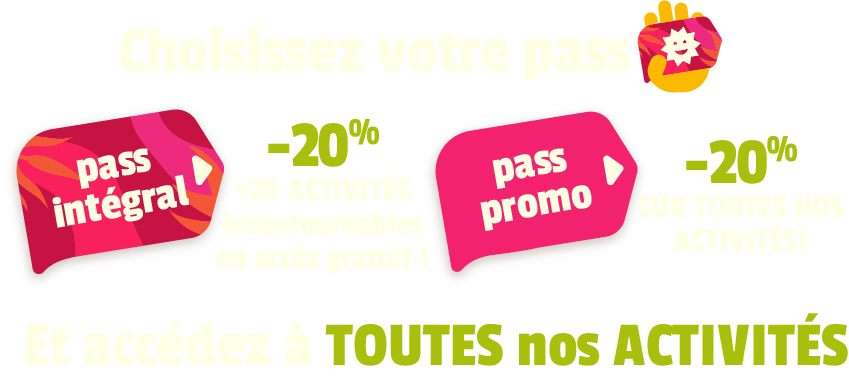 Choisissez votre pass
pass
intégral
-20%
+20 ACTIVITÉS
incontournables
en accès gratuit !
pass
promo
-20%
SUR TOUTES NOS
ACTIVITÉS!
Et accédez à TOUTES nos ACTIVITÉS